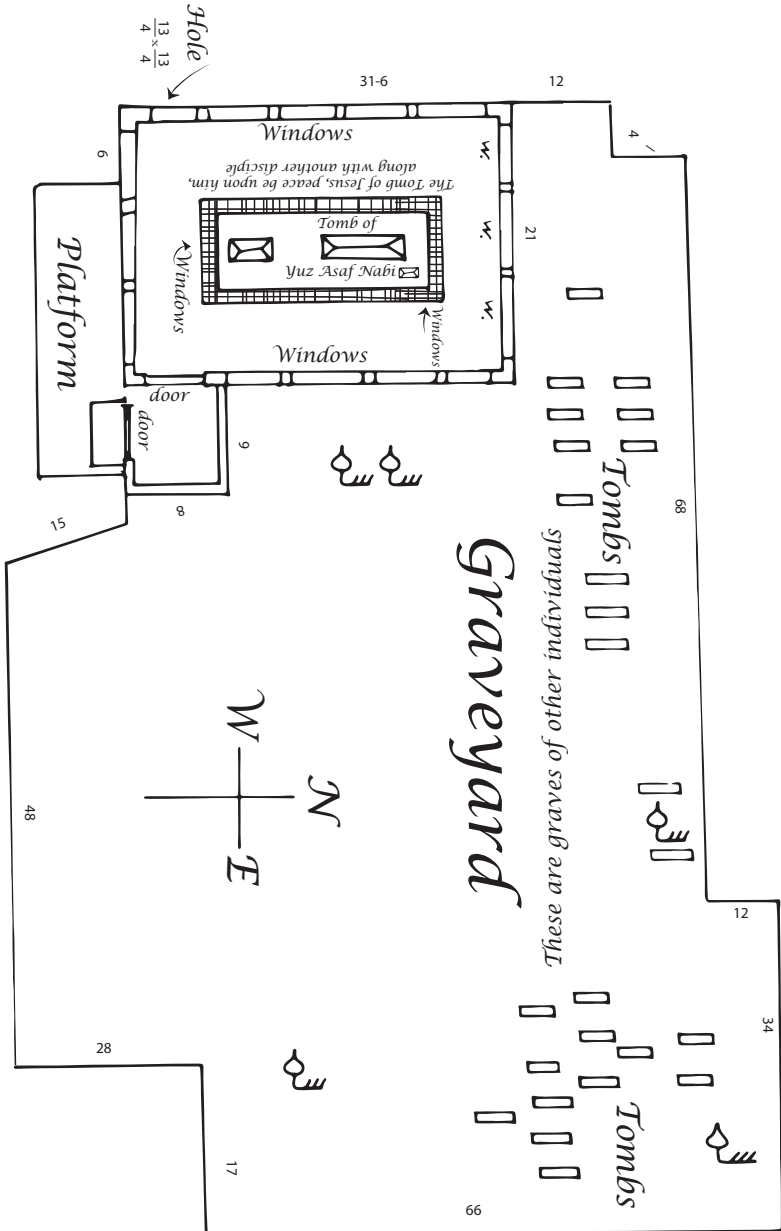 Hole
13/4 x 13/4
31-6
12
4
6
Windows
W.
W.
W.
The Tomb of Jesus, peace be upon him,
along with another disciple
Tomb of
Yuz Asaf Nabi
Windows
Windows
Windows
21
Platform
door
door
9
8
15
Tombs
68
These are graves of other individuals
Graveyard
W
N
E
48
12
34
28
17
Tombs
66